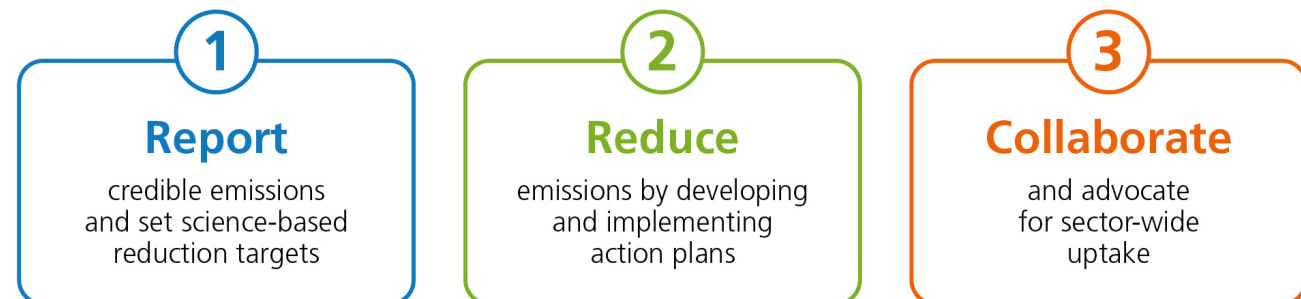 1
Report
credible emissions
and set science-based
reduction targets
2
Reduce
emissions by developing
and implementing
action plans
3
Collaborate
and advocate
for sector-wide
uptake